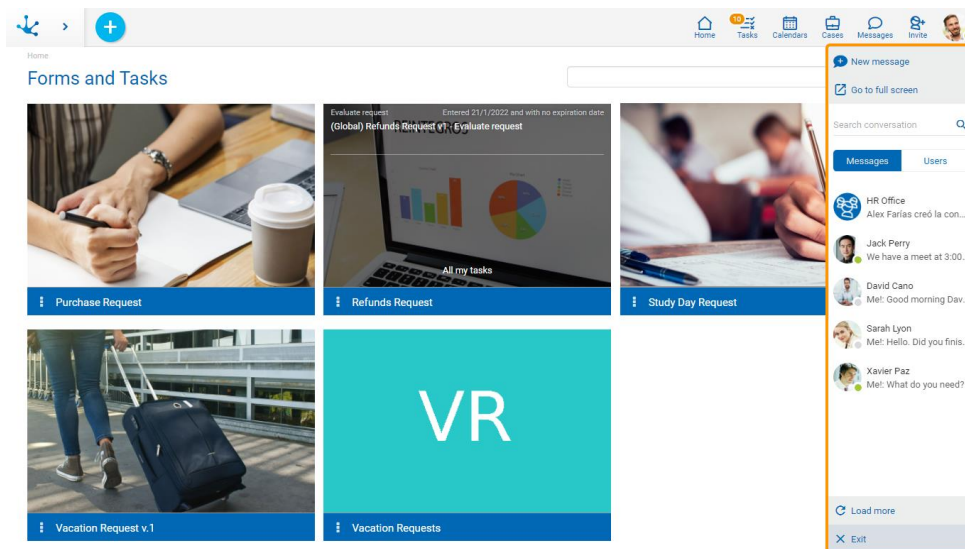 Home
10
Tasks
Calendars
Cases
Messages
Invite
Home
Forms and Tasks
Evaluate request
Entered 21/1/2022 and with no expiration date
(Global) Refunds Request v1 - Evaluate request
REINTEGROS
All my tasks
Purchase Request
Refunds Request
Study Day Request
VR
Vacation Request v.1
Vacation Requests
New message
Go to full screen
Search conversation
Messages
Users
HR Office
Alex Farías creó la con...
Jack Perry
We have a meet at 3:00...
David Cano
Me!: Good morning Dav...
Sarah Lyon
Me!: Hello. Did you finis...
Xavier Paz
Me!: What do you need?
Load more
Exit